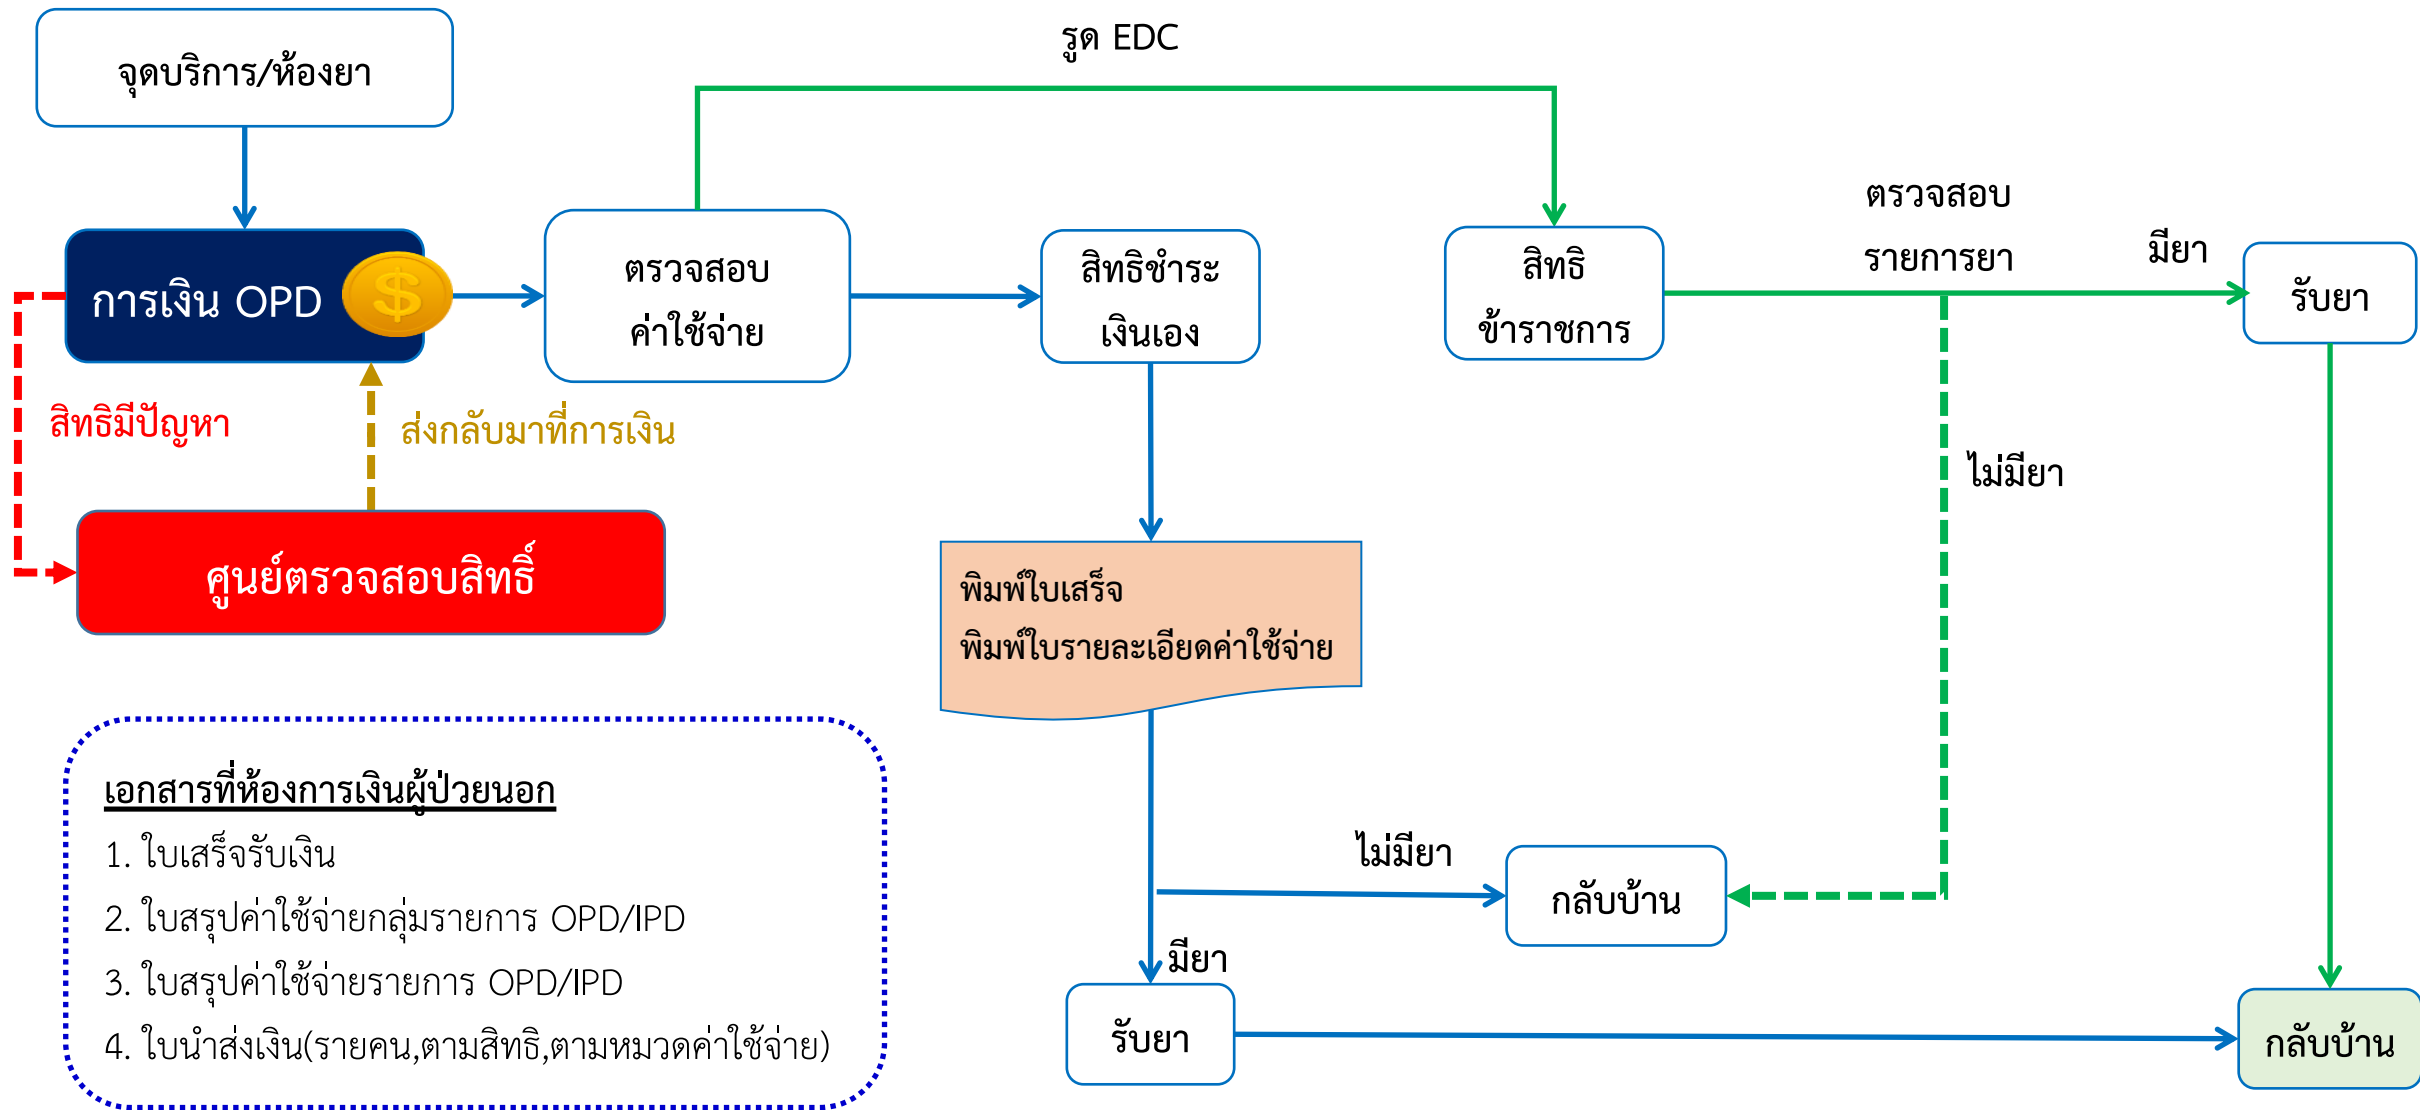 จุดบริการ/ห้องยา
รูด EDC
การเงิน OPD
$
ตรวจสอบ
ค่าใช้จ่าย
สิทธิชำระ
เงินเอง
สิทธิ
ข้าราชการ
ตรวจสอบ
รายการยา
มียา
รับยา
สิทธิมีปัญหา
ส่งกลับมาที่การเงิน
ไม่มียา
ศูนย์ตรวจสอบสิทธิ์
พิมพ์ใบเสร็จ
พิมพ์ใบรายละเอียดค่าใช้จ่าย
ไม่มียา
กลับบ้าน
มียา
รับยา
กลับบ้าน
เอกสารที่ห้องการเงินผู้ป่วยนอก
1. ใบเสร็จรับเงิน
2. ใบสรุปค่าใช้จ่ายกลุ่มรายการ OPD/IPD
3. ใบสรุปค่าใช้จ่ายรายการ OPD/IPD
4. ใบนำส่งเงิน(รายคน,ตามสิทธิ,ตามหมวดค่าใช้จ่าย)